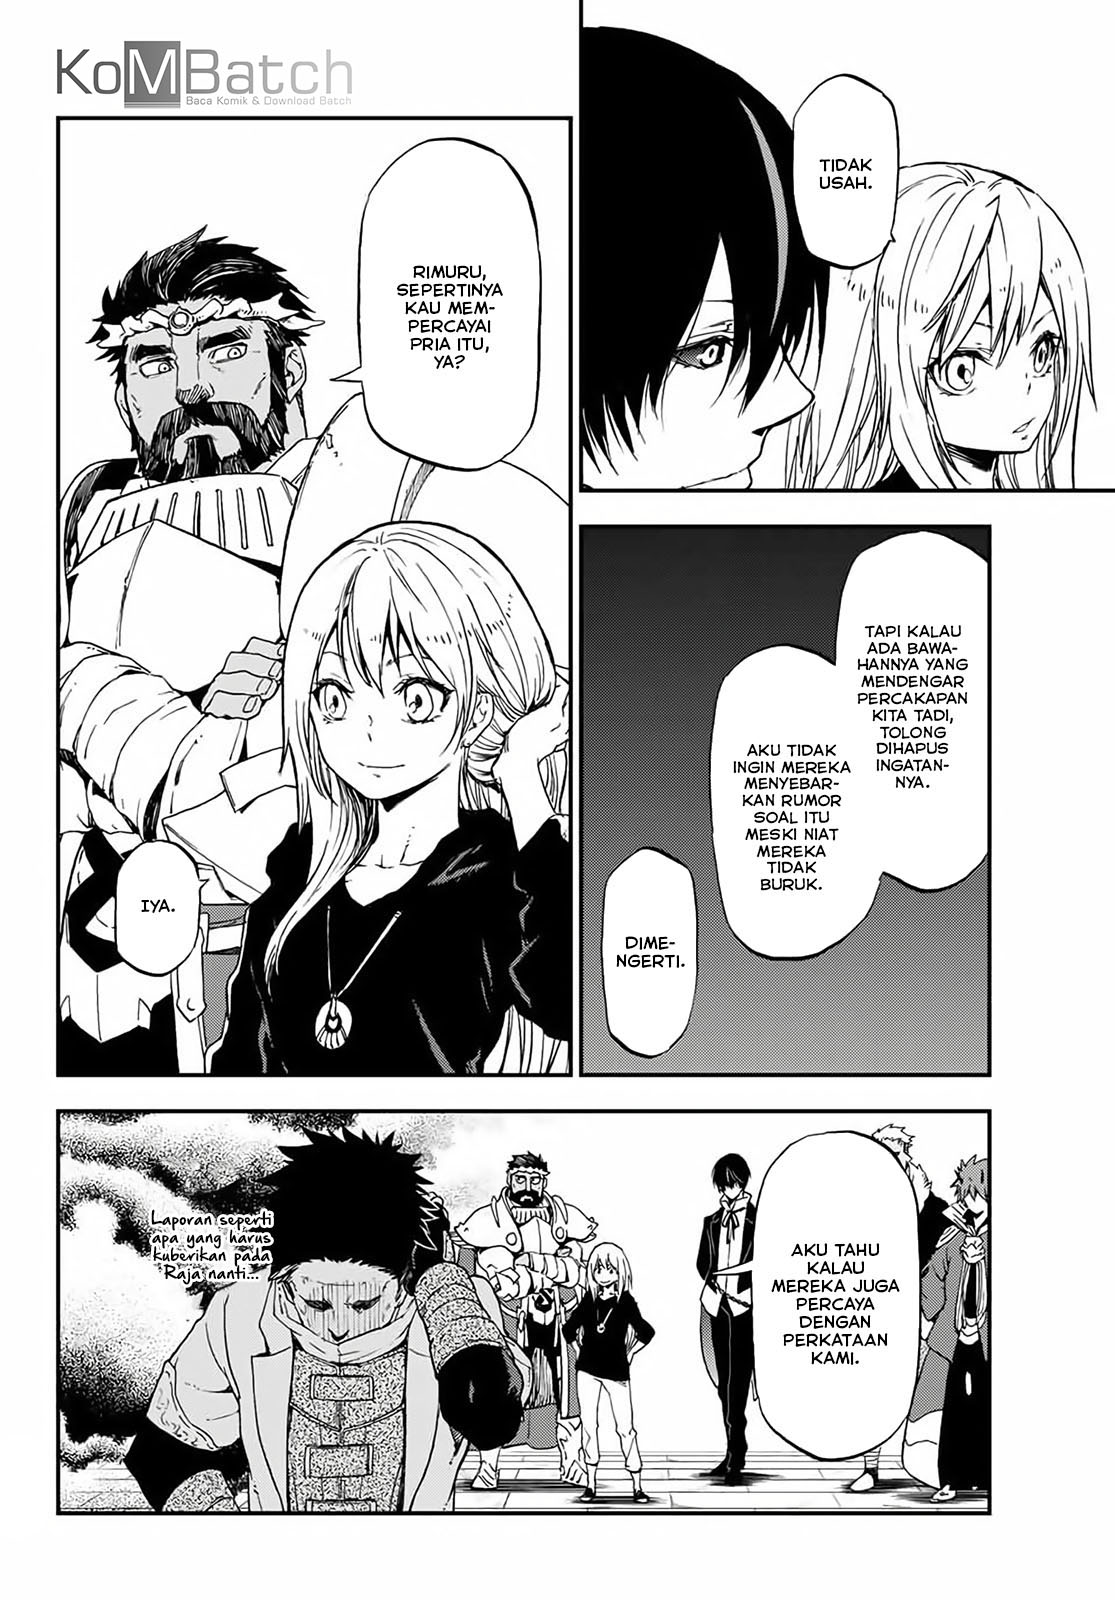 KoMBatch
Baca Komik & Download Batch
TIDAK
USAH.
TAPI KALAU
ADA BAWA-
HANNYA YANG
MENDENGAR
PERCAKAPAN
KITA TADI,
TOLONG
DIHAPUS
INGATAN-
NYA.
AKU TIDAK
INGIN MEREKA
MENYEBAR-
KAN RUMOR
SOAL ITU
MESKI NIAT
MEREKA
TIDAK
BURUK.
DIME-
NGERTI.
RIMURU,
SEPERTINYA
KAU MEM-
PERCAYAI
PRIA ITU,
YA?
IYA.
AKU TAHU
KALAU
MEREKA JUGA
PERCAYA
DENGAN
PERKATAAN
KAMI.
Laporan seperti
apa yang harus
kuberikan pada
Raja nanti...